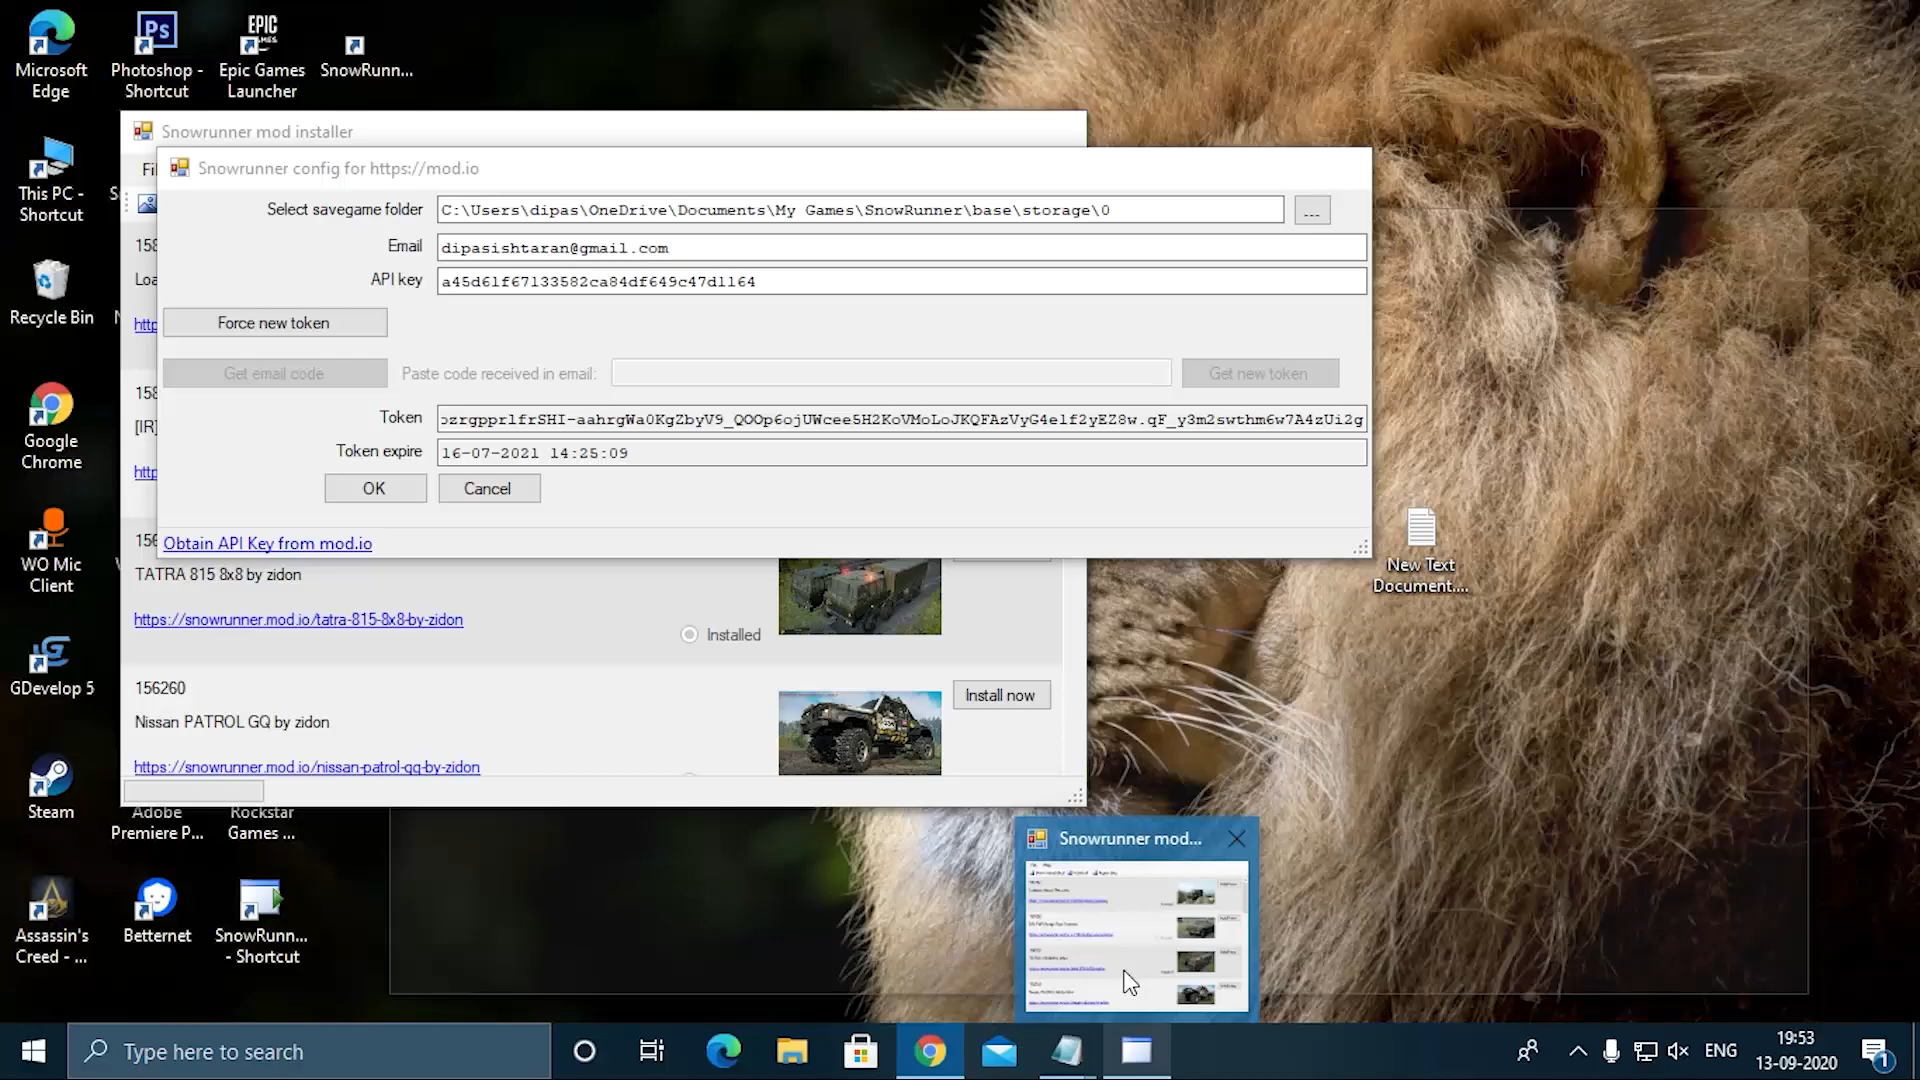 Microsoft
Edge
Photoshop -
Shortcut
EPIC
GAMES
Epic Games
Launcher
SnowRunn...
Ps
This PC -
Shortcut
Recycle Bin
Google
Chrome
WO Mic
Client
GDevelop 5
Steam
Adobe
Premiere P...
Rockstar
Games ...
Assassin's
Creed - ...
Betternet
SnowRunn...
- Shortcut
New Text
Document....
Snowrunner mod installer
Snowrunner config for https://mod.io
Select savegame folder
C:\Users\dipas\OneDrive\Documents\My Games\SnowRunner\base\storage\0
...
Email
dipasishtaran@gmail.com
API key
a45d61f67133582ca84df649c47d1164
Force new token
Get email code
Paste code received in email:
Get new token
Token
ozrgpprlfrSHI-aahrgWa0KgZbyV9_QOOp6ojUWcee5H2KoVMoLoJKQFAzVyG4elf2yEZ8w.qF_y3m2swthm6w7A4zUi2g
Token expire
16-07-2021 14:25:09
OK
Cancel
Obtain API Key from mod.io
TATRA 815 8x8 by zidon
https://snowrunner.mod.io/tatra-815-8x8-by-zidon
Installed
156260
Nissan PATROL GQ by zidon
Install now
https://snowrunner.mod.io/nissan-patrol-gq-by-zidon
Snowrunner mod...
Type here to search
ENG
19:53
13-09-2020
1